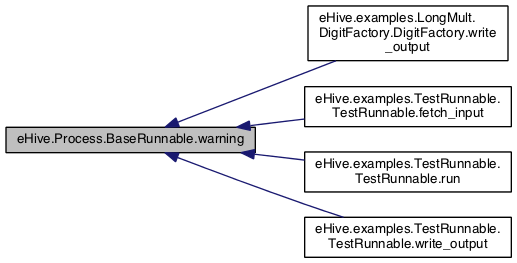 eHive.examples.LongMult.
DigitFactory.DigitFactory.write
_output
eHive.examples.TestRunnable.
TestRunnable.fetch_input
eHive.Process.BaseRunnable.warning
eHive.examples.TestRunnable.
TestRunnable.run
eHive.examples.TestRunnable.
TestRunnable.write_output